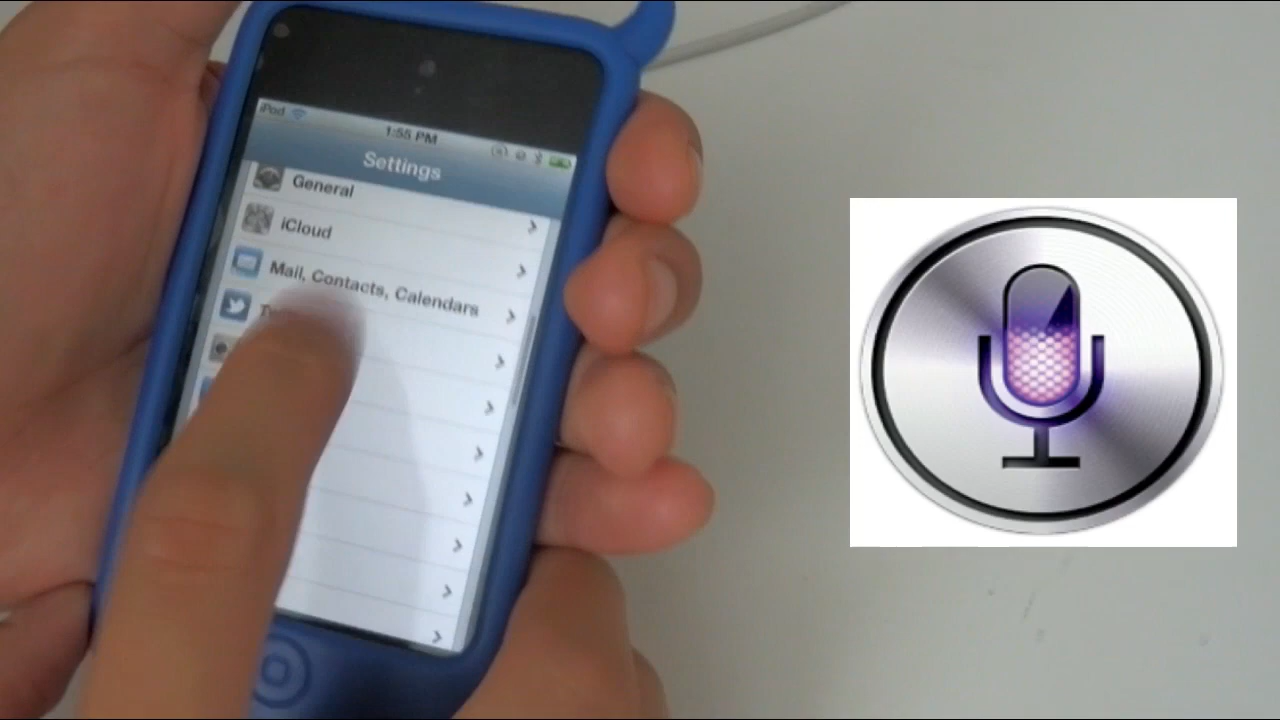 iPod
1:55 PM
Settings
General
iCloud
Mail, Contacts, Calendars